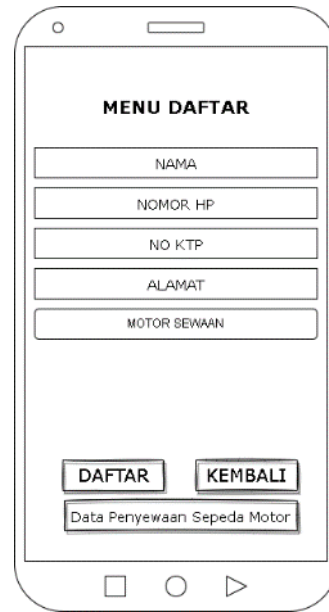 MENU DAFTAR
NAMA
NOMOR HP
NO KTP
ALAMAT
MOTOR SEWAAN
DAFTAR KEMBALI
Data Penyewaan Sepeda Motor